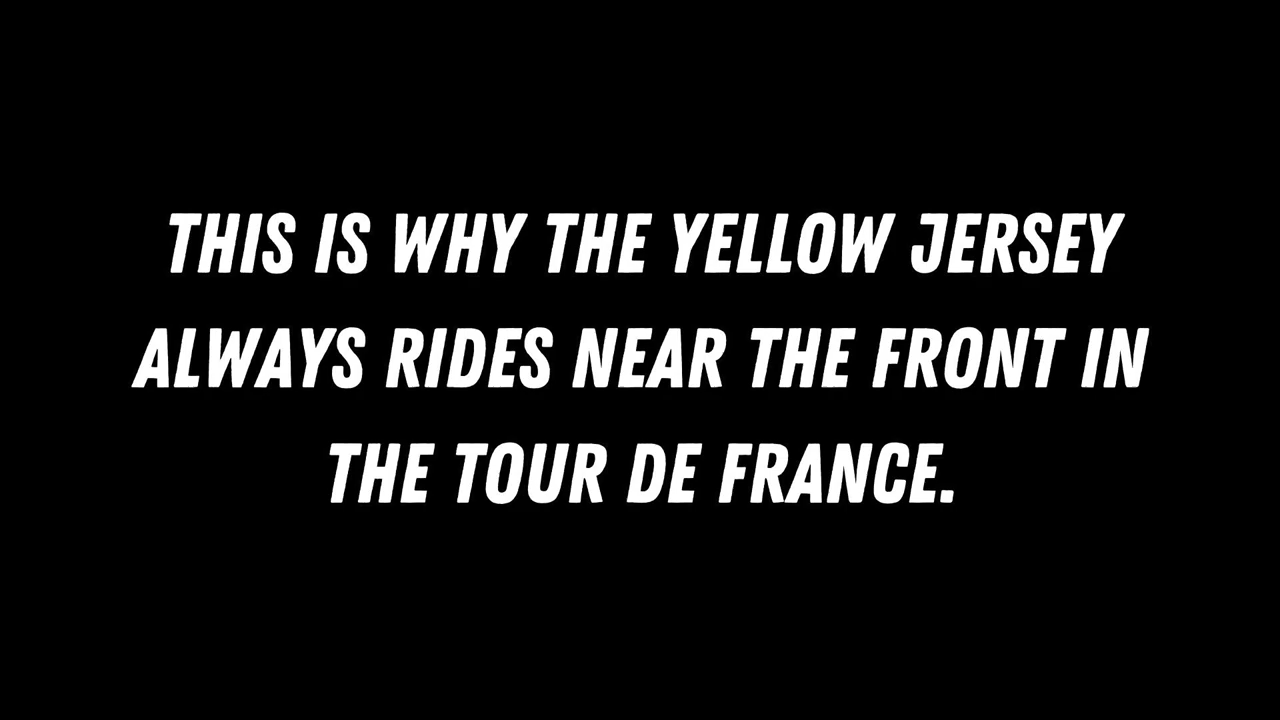 THIS IS WHY THE YELLOW JERSEY
ALWAYS RIDES NEAR THE FRONT IN
THE TOUR DE FRANCE.